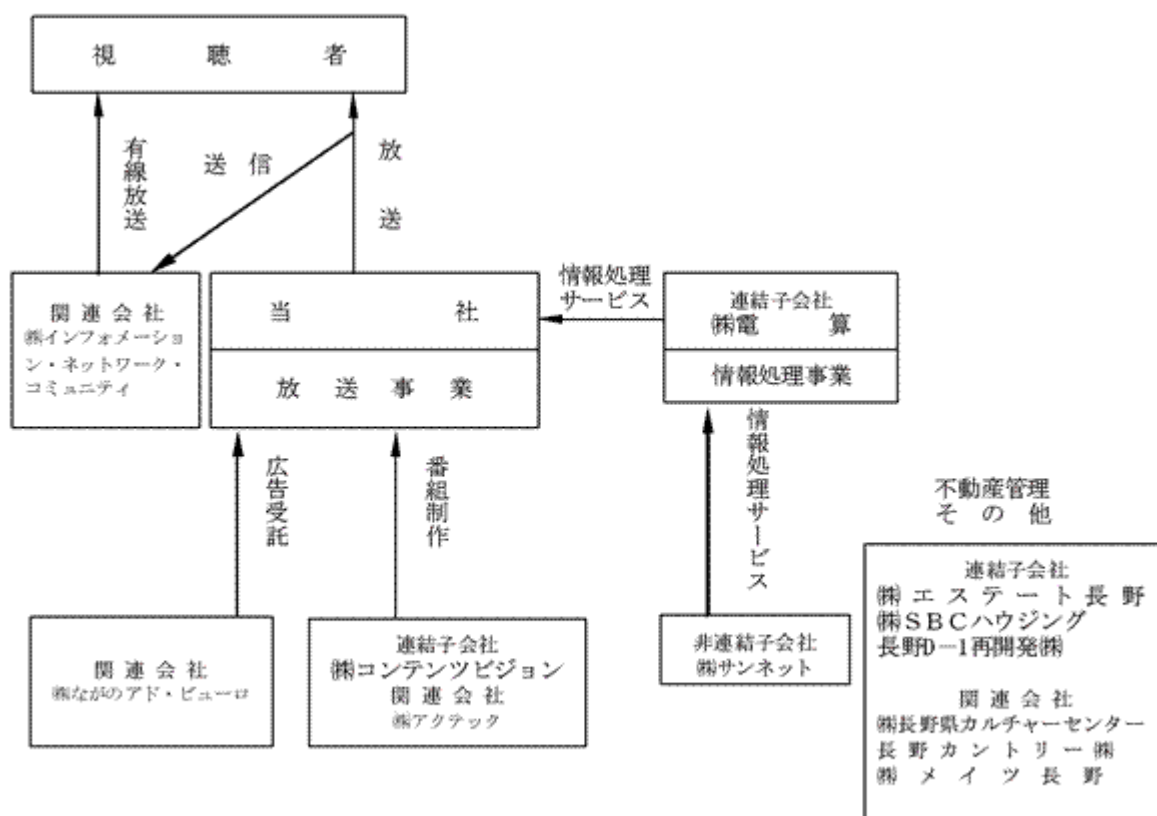 視聴者
有線放送
送信
放送
関連会社
㈱インフォメーショ
ン・ネットワーク・
コミュニティ
当社
放送事業
情報処理
サービス
連結子会社
㈱電算
情報処理事業
広告受託
番組制作
情報処理サービス
不動産管理
その他
関連会社
㈱ながのアド・ビューロ
連結子会社
㈱コンテンツビジョン
関連会社
㈱アクテック
非連結子会社
㈱サンネット
連結子会社
㈱エステート長野
㈱SBCハウジング
長野D-1再開発㈱
関連会社
㈱長野県カルチャーセンター
長野カントリー㈱
㈱メイツ長野